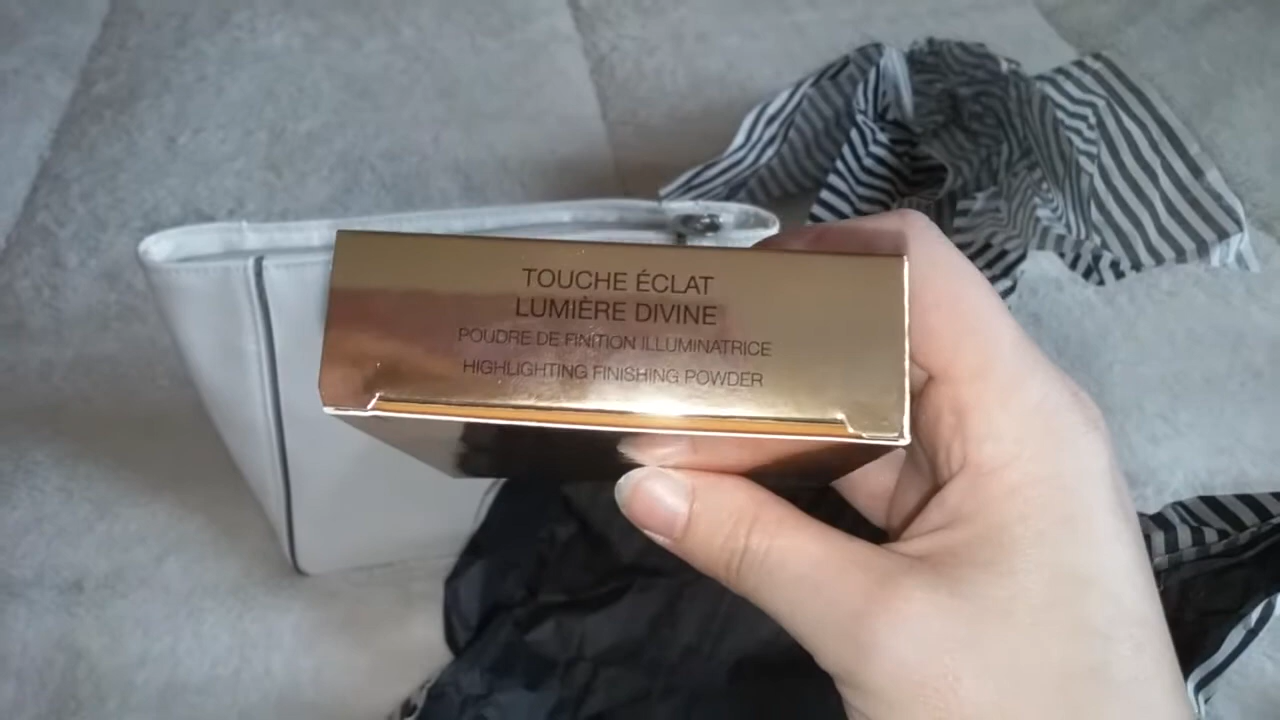 TOUCHE ÉCLAT
LUMIÈRE DIVINE
POUDRE DE FINITION ILLUMINATRICE
HIGHLIGHTING FINISHING POWDER